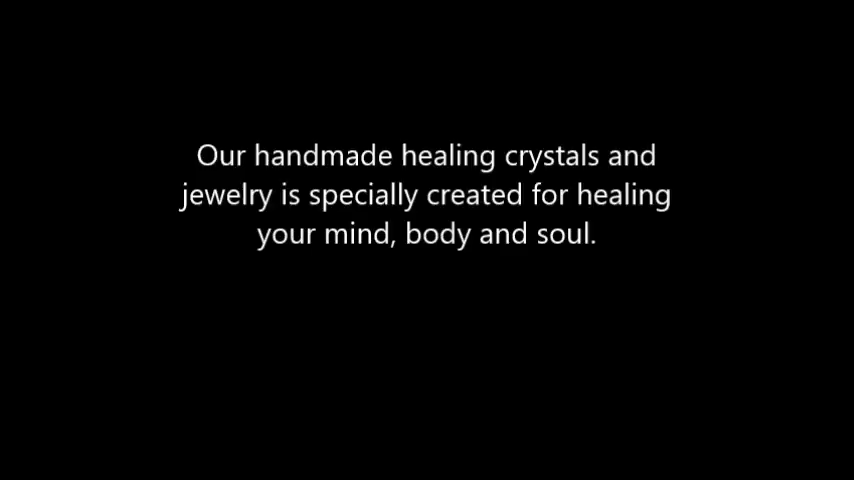 Our handmade healing crystals and
jewelry is specially created for healing
your mind, body and soul.